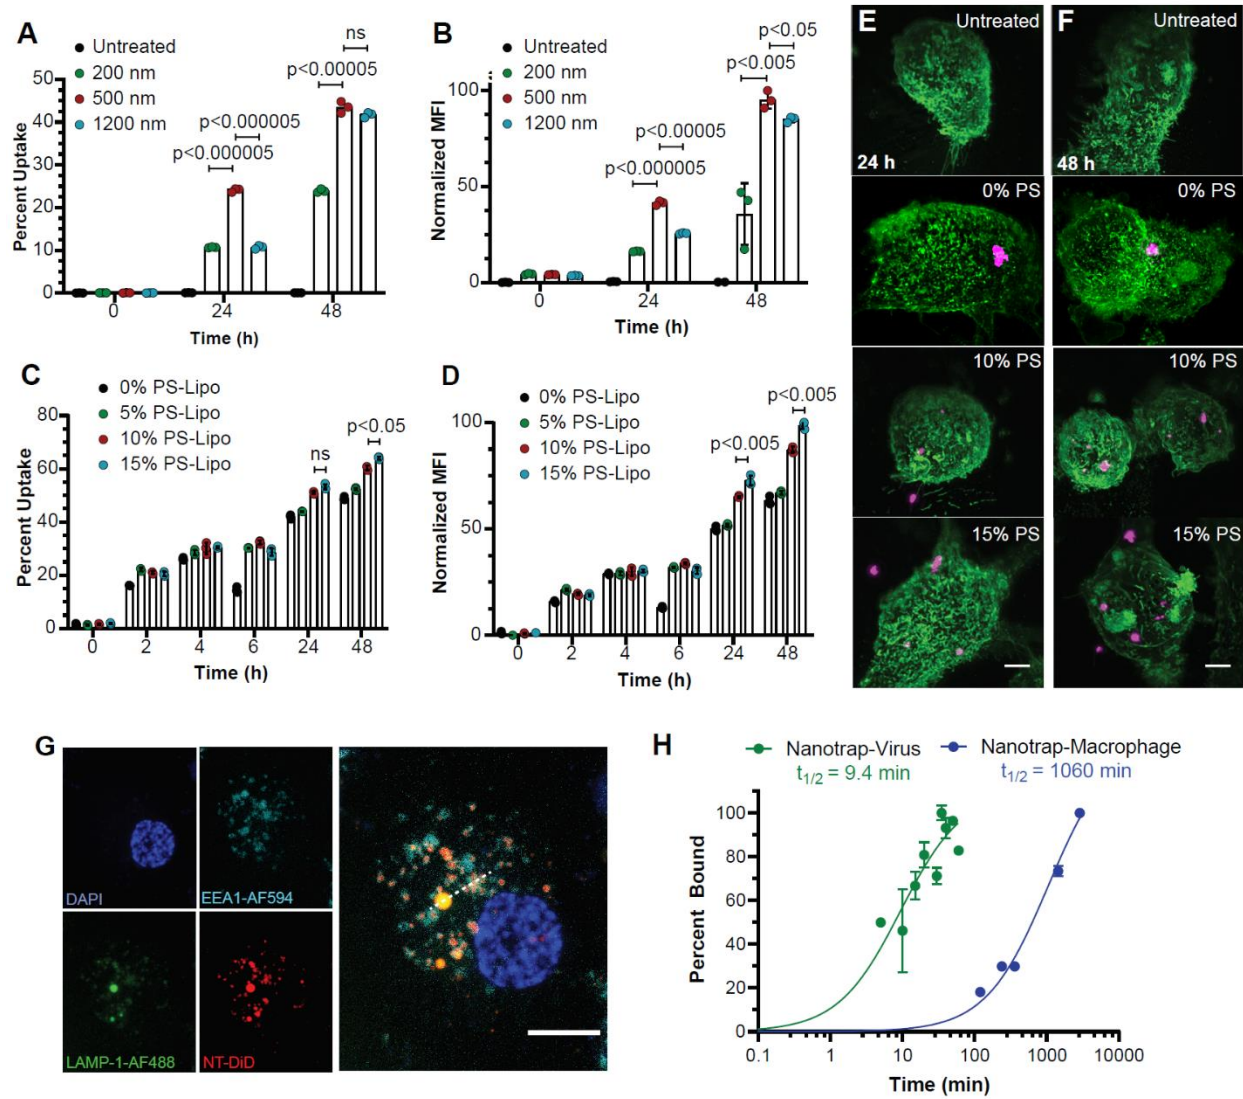 A
Untreated
200 nm
500 nm
1200 nm
ns
p<0.00005
p<0.000005
p<0.000005
Percent Uptake
50
40
30
20
10
0
0
24
48
Time (h)
B
Untreated
200 nm
500 nm
1200 nm
p<0.05
p<0.005
p<0.00005
p<0.000005
Normalized MFI
100
50
0
0
24
48
Time (h)
C
0% PS-Lipo
5% PS-Lipo
10% PS-Lipo
15% PS-Lipo
p<0.05
ns
Percent Uptake
80
60
40
20
0
0
2
4
6
24
48
Time (h)
D
0% PS-Lipo
5% PS-Lipo
10% PS-Lipo
15% PS-Lipo
p<0.005
p<0.005
Normalized MFI
100
50
0
0
2
4
6
24
48
Time (h)
E
Untreated
24 h
0% PS
10% PS
15% PS
F
Untreated
48 h
0% PS
10% PS
15% PS
G
DAPI
EEA1-AF594
LAMP-1-AF488
NT-DiD
H
Nanotrap-Virus
t1/2 = 9.4 min
Nanotrap-Macrophage
t1/2 = 1060 min
Percent Bound
100
80
60
40
20
0
0.1
1
10
100
1000
10000
Time (min)